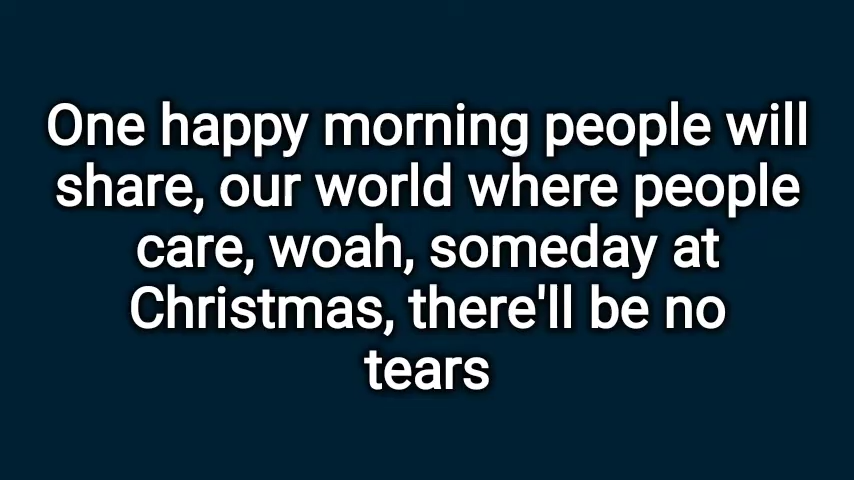 One happy morning people will
share, our world where people
care, woah, someday at
Christmas, there'll be no
tears